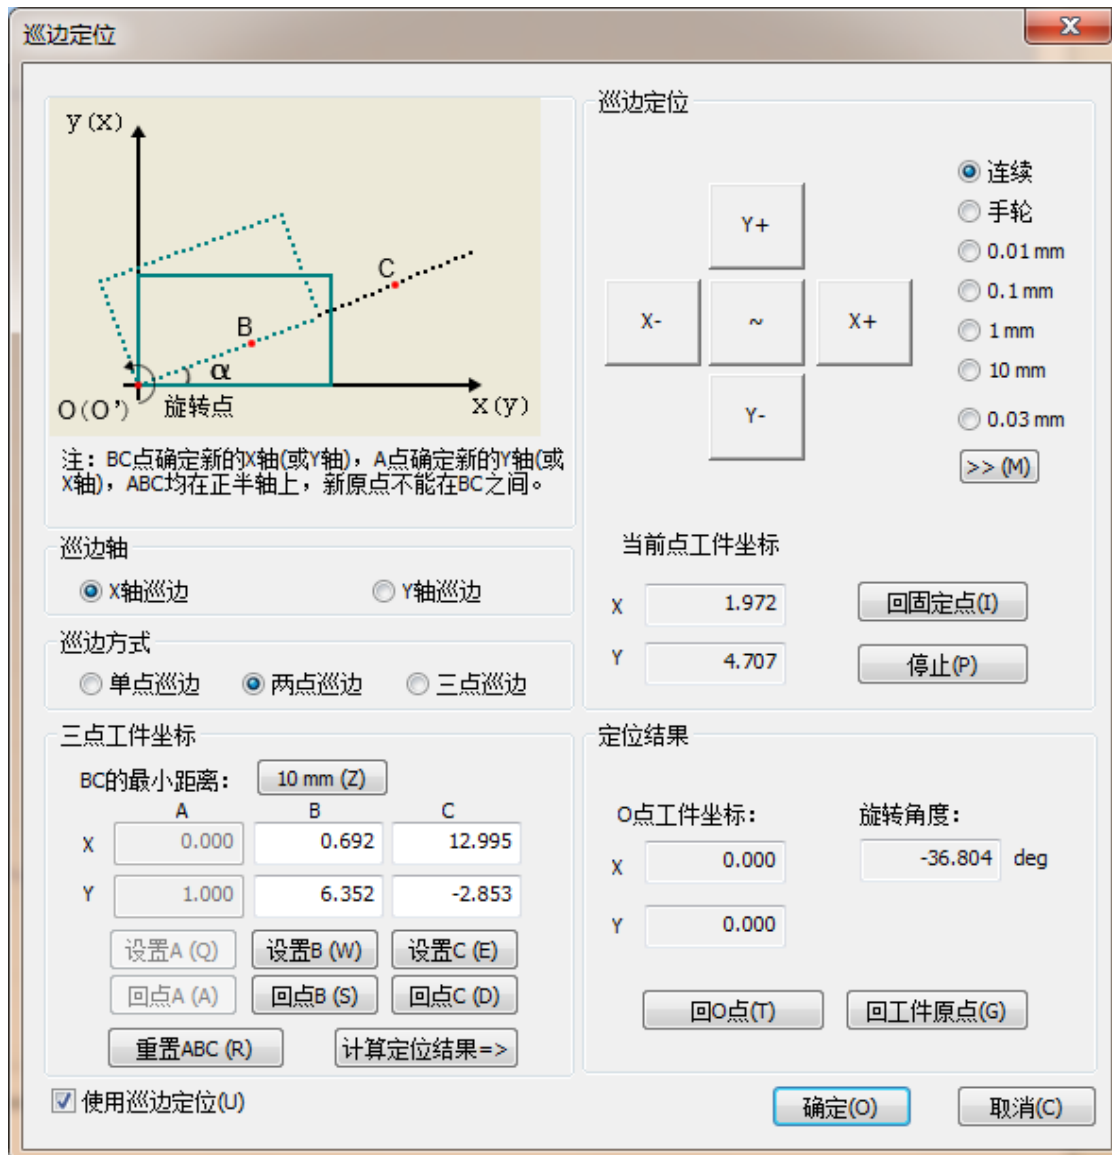 巡边定位
y(x)
C
B
α
O(O')
旋转点
x(y)
注：BC点确定新的X轴(或Y轴)，A点确定新的Y轴(或
X轴)，ABC均在正半轴上，新原点不能在BC之间。
巡边轴
X轴巡边
Y轴巡边
巡边方式
单点巡边
两点巡边
三点巡边
三点工件坐标
BC的最小距离：
10 mm (Z)
A B C
X 0.000 0.692 12.995
Y 1.000 6.352 -2.853
设置A (Q)
设置B (W)
设置C (E)
回点A (A)
回点B (S)
回点C (D)
重置ABC (R)
计算定位结果=>
使用巡边定位(U)
巡边定位
Y+
X-
~
X+
Y-
连续
手轮
0.01 mm
0.1 mm
1 mm
10 mm
0.03 mm
>> (M)
当前点工件坐标
X 1.972
回固定点(I)
Y 4.707
停止(P)
定位结果
O点工件坐标：
旋转角度：
X 0.000
-36.804 deg
Y 0.000
回O点(T)
回工件原点(G)
确定(O)
取消(C)